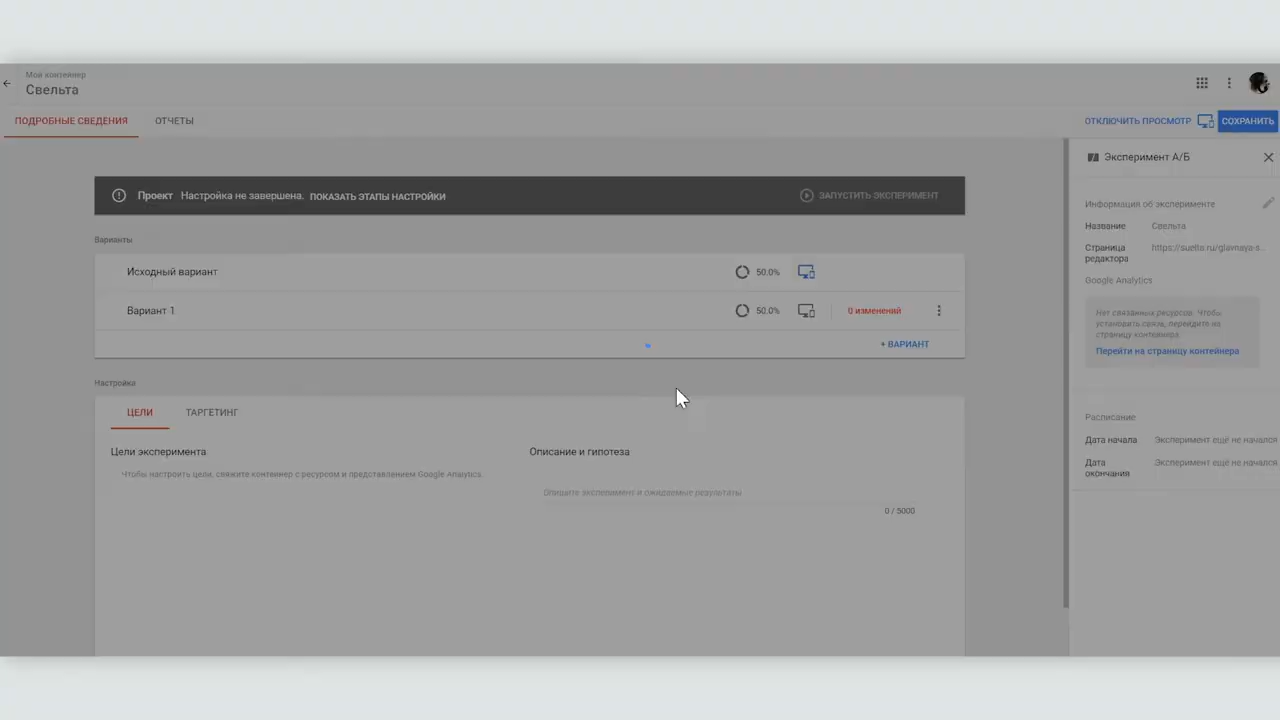 Мой контейнер
Свельта
ПОДРОБНЫЕ СВЕДЕНИЯ
ОТЧЕТЫ
ОТКЛЮЧИТЬ ПРОСМОТР
СОХРАНИТЬ
Проект Настройка не завершена. ПОКАЗАТЬ ЭТАПЫ НАСТРОЙКИ
ЗАПУСТИТЬ ЭКСПЕРИМЕНТ
Варианты
Исходный вариант
50.0%
Вариант 1
50.0%
0 изменений
+ ВАРИАНТ
Настройка
ЦЕЛИ
ТАРГЕТИНГ
Цели эксперимента
Чтобы настроить цели, свяжите контейнер с ресурсом и представлением Google Analytics.
Описание и гипотеза
Опишите эксперимент и ожидаемые результаты
0 / 5000
Эксперимент А/Б
Информация об эксперименте
Название Свельта
Страница редактора https://suelto.ru/glavnaya-s...
Google Analytics
Нет связанных ресурсов. Чтобы
установить связь, перейдите на
страницу контейнера.
Перейти на страницу контейнера
Расписание
Дата начала Эксперимент ещё не начался
Дата окончания Эксперимент ещё не начался